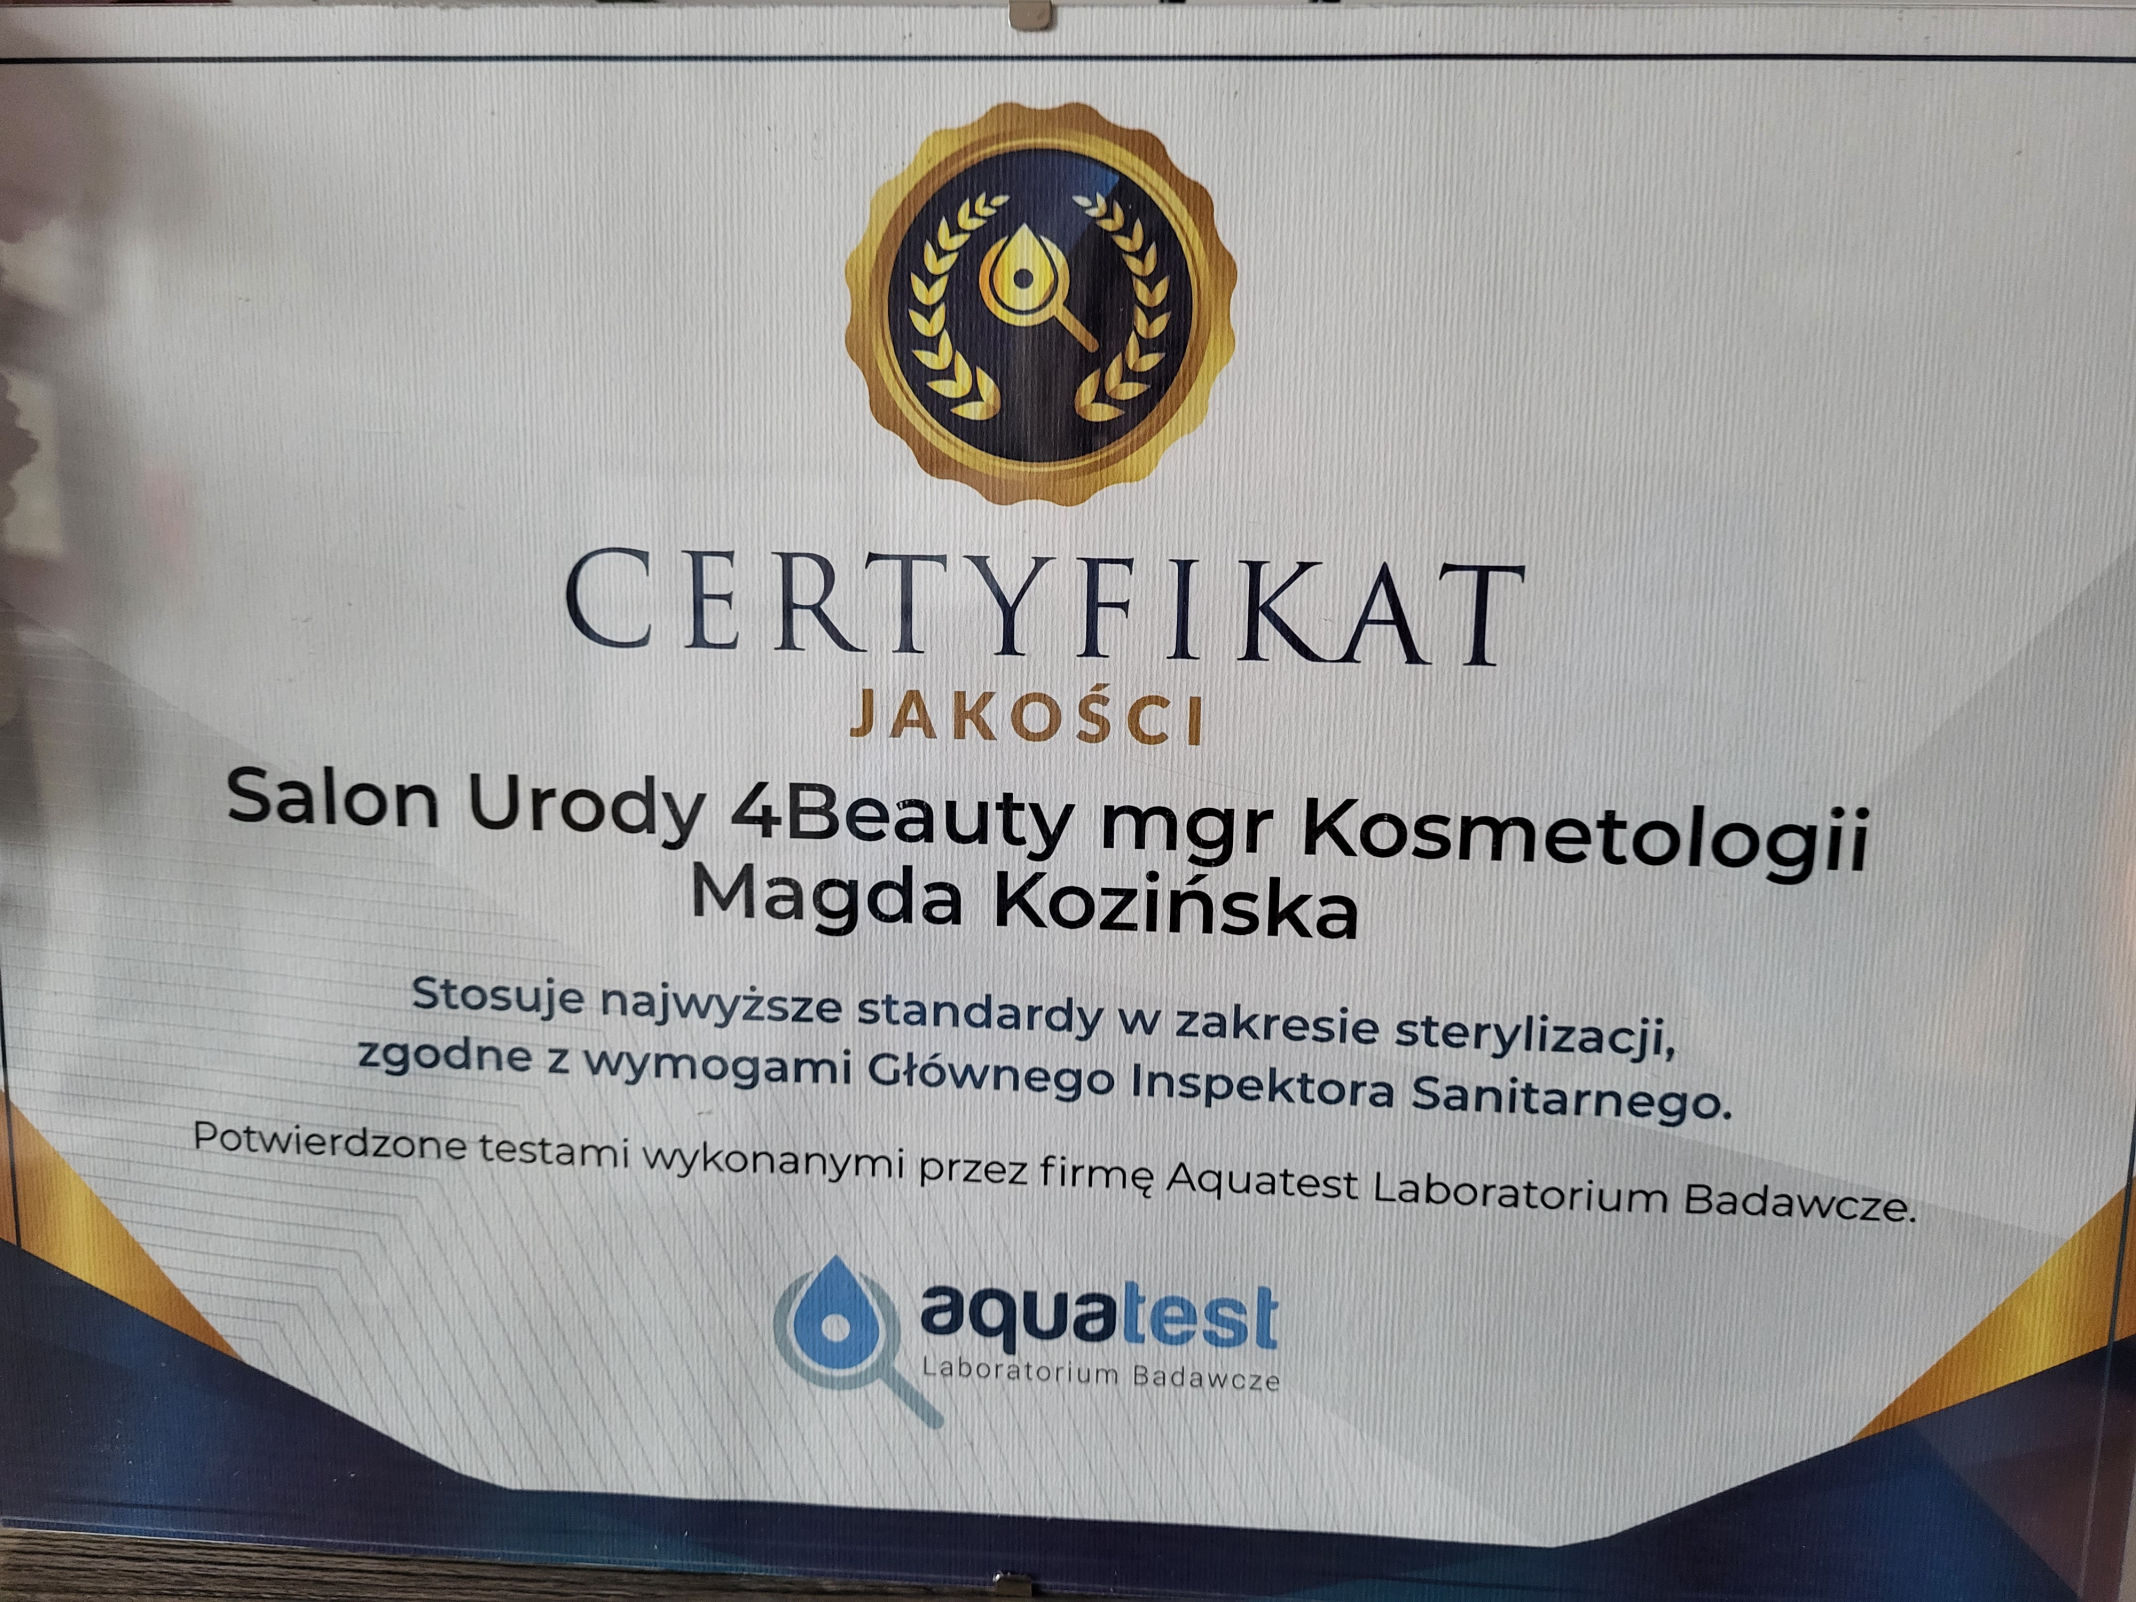 CERTYFIKAT
JAKOŚCI
Salon Urody 4Beauty mgr Kosmetologii
Magda Kozińska
Stosuje najwyższe standardy w zakresie sterylizacji,
zgodne z wymogami Głównego Inspektora Sanitarnego.
Potwierdzone testami wykonanymi przez firmę Aquatest Laboratorium Badawcze.
aquatest
Laboratorium Badawcze